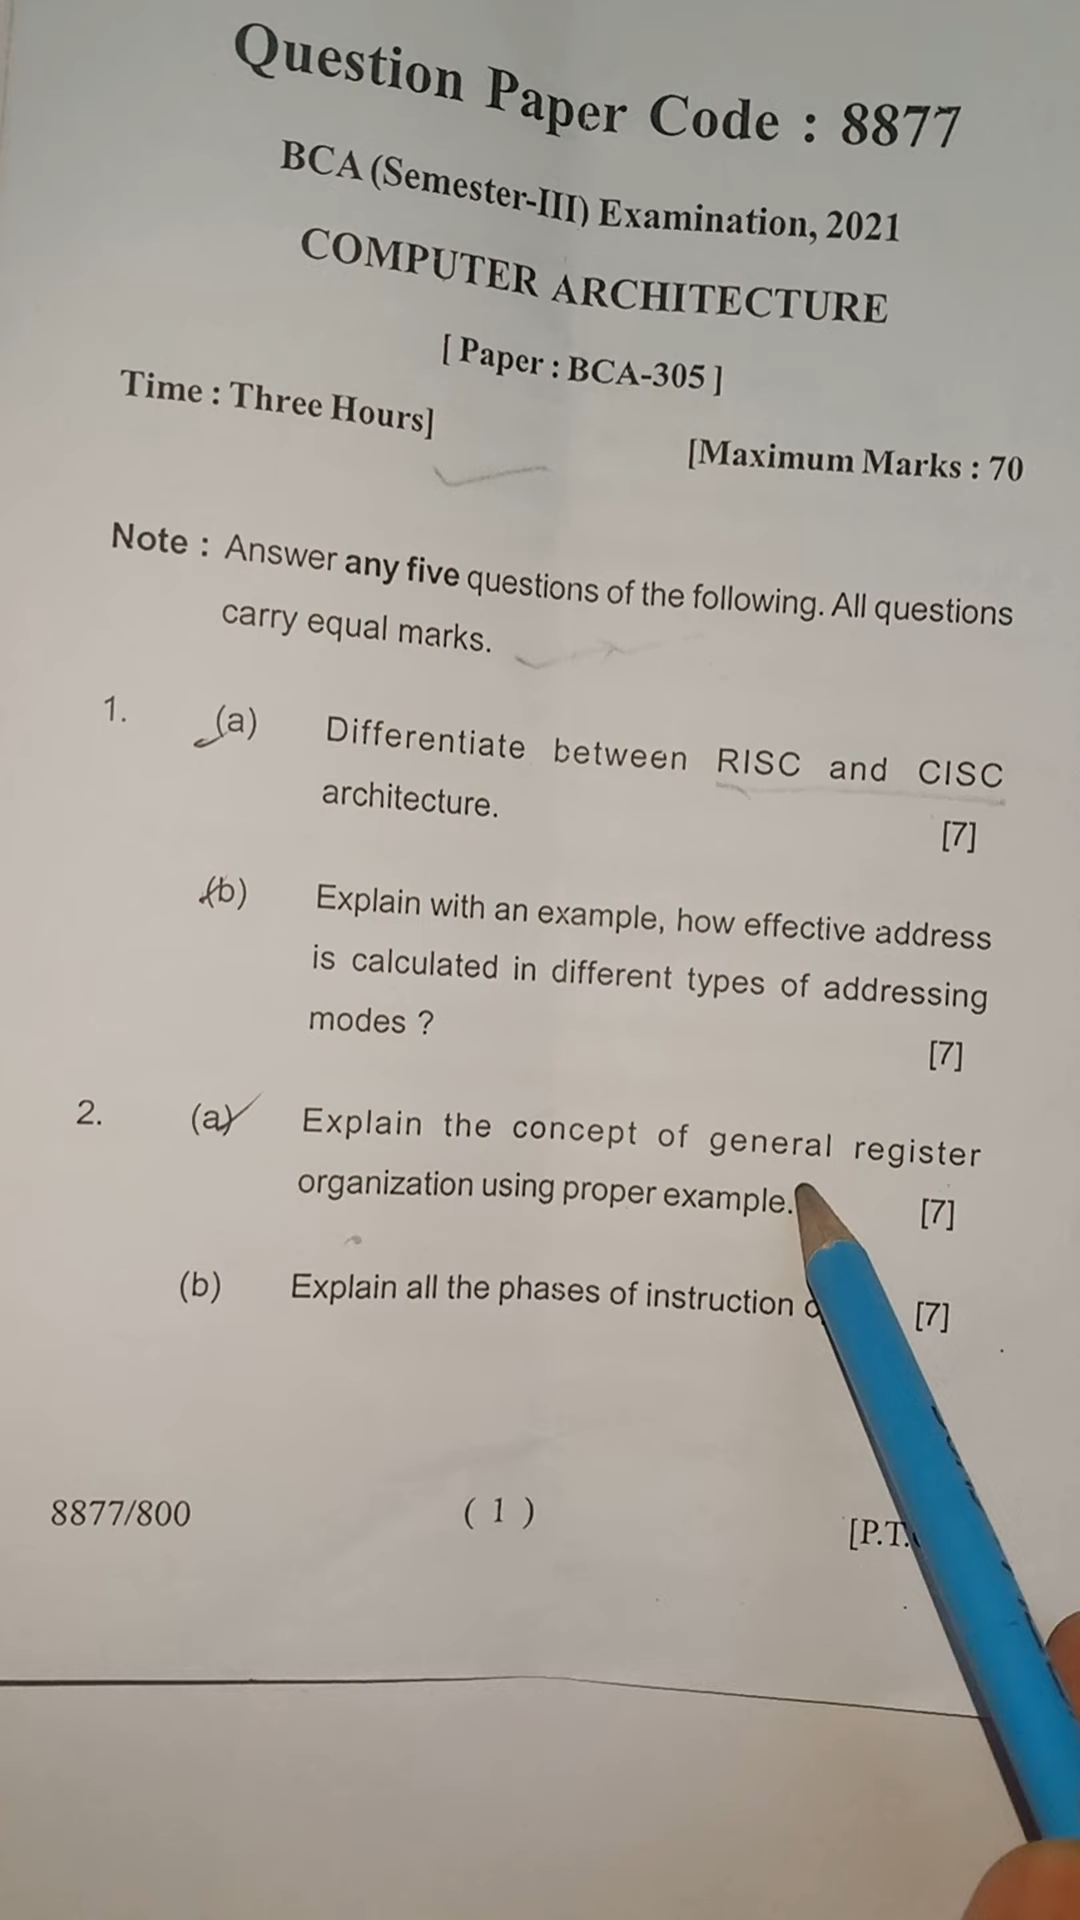 Question Paper Code : 8877
BCA (Semester-III) Examination, 2021
COMPUTER ARCHITECTURE
[ Paper : BCA-305 ]
Time : Three Hours]
[Maximum Marks : 70
Note : Answer any five questions of the following. All questions
carry equal marks.
1. (a) Differentiate between RISC and CISC
architecture. [7]
(b) Explain with an example, how effective address
is calculated in different types of addressing
modes ? [7]
2. (a) Explain the concept of general register
organization using proper example. [7]
(b) Explain all the phases of instruction [7]
8877/800 ( 1 ) [P.T.